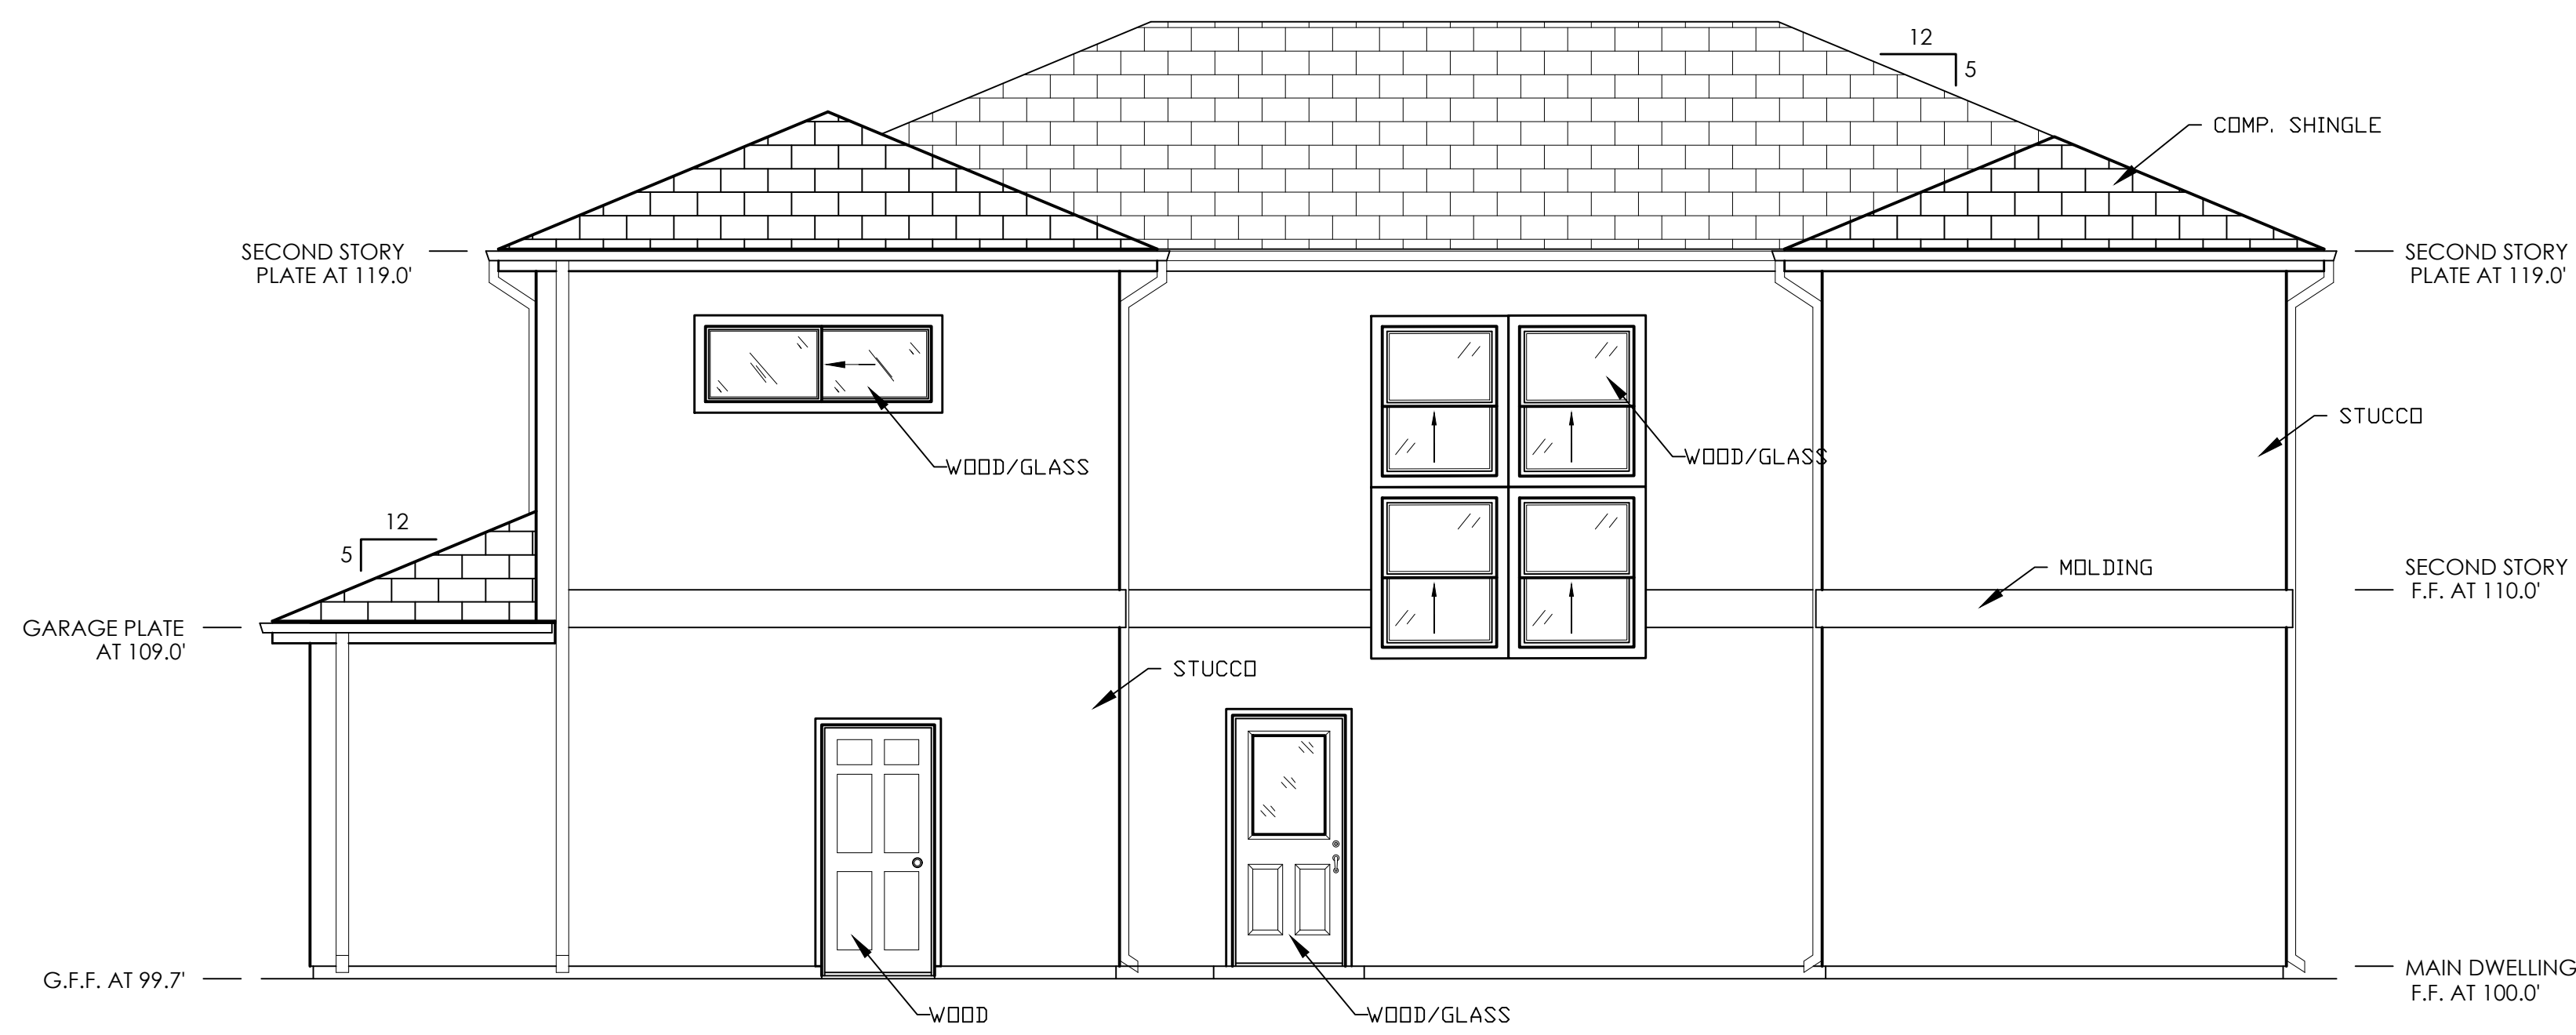 12
5
COMP. SHINGLE
SECOND STORY
PLATE AT 119.0'
SECOND STORY
PLATE AT 119.0'
STUCCO
WOOD/GLASS
WOOD/GLASS
12
5
MOLDING
SECOND STORY
F.F. AT 110.0'
GARAGE PLATE
AT 109.0'
STUCCO
G.F.F. AT 99.7'
MAIN DWELLING
F.F. AT 100.0'
WOOD
WOOD/GLASS